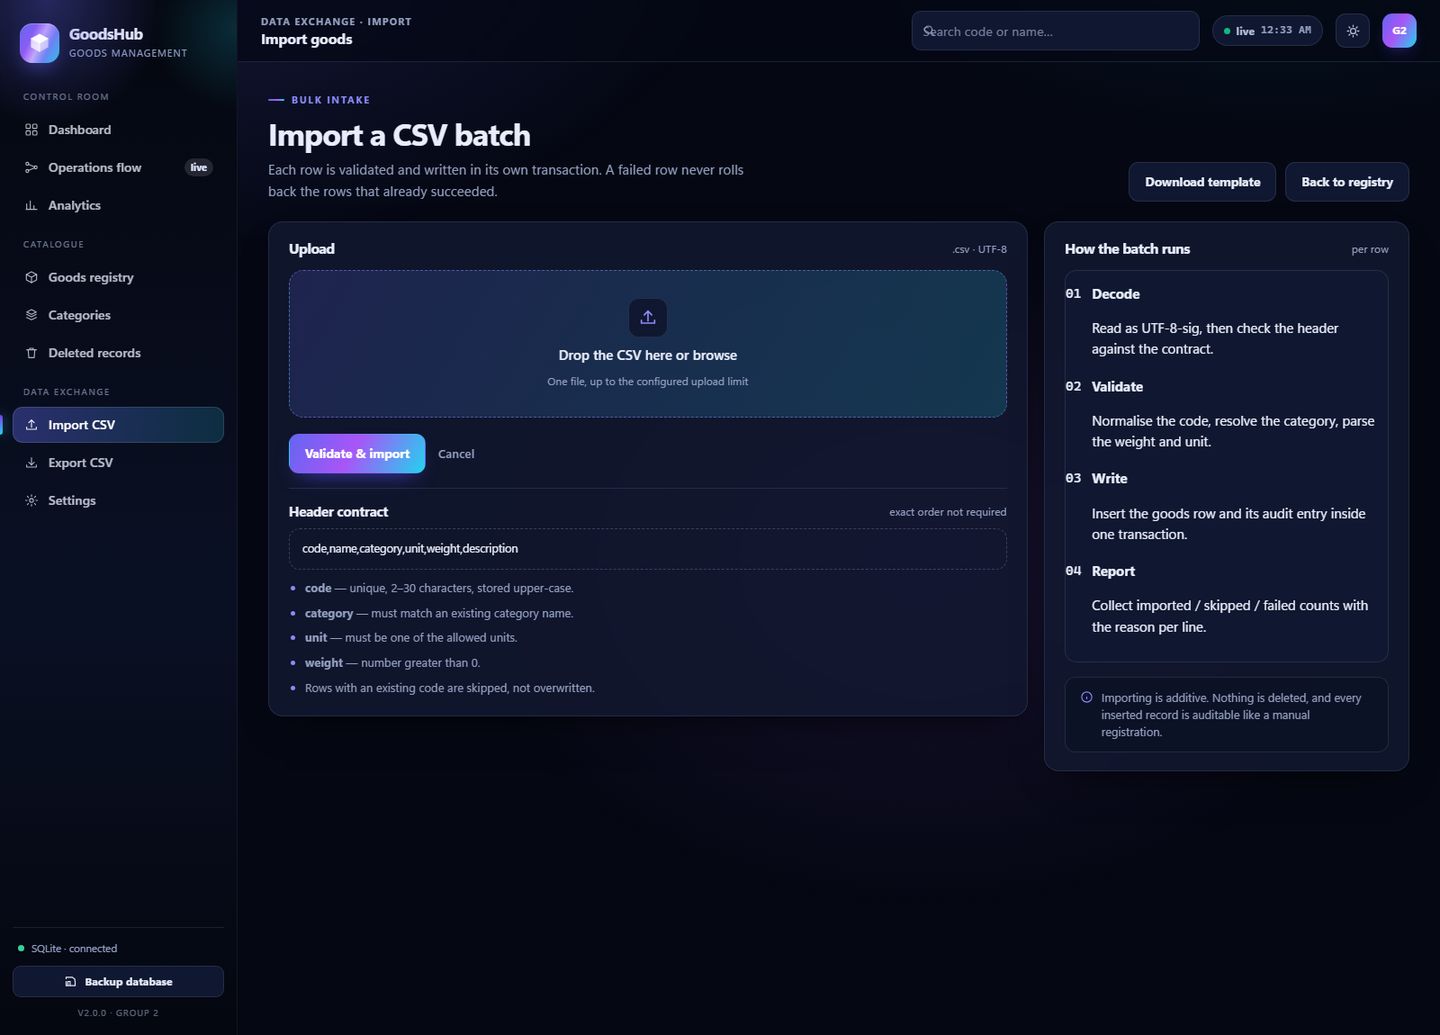 GoodsHub
GOODS MANAGEMENT
CONTROL ROOM
Dashboard
Operations flow
live
Analytics
CATALOGUE
Goods registry
Categories
Deleted records
DATA EXCHANGE
Import CSV
Export CSV
Settings
SQLite · connected
Backup database
V2.0.0 · GROUP 2
DATA EXCHANGE · IMPORT
Import goods
Search code or name...
live 12:33 AM
G2
BULK INTAKE
Import a CSV batch
Each row is validated and written in its own transaction. A failed row never rolls
back the rows that already succeeded.
Download template
Back to registry
Upload
.csv · UTF-8
Drop the CSV here or browse
One file, up to the configured upload limit
Validate & import
Cancel
Header contract
exact order not required
code,name,category,unit,weight,description
• code — unique, 2–30 characters, stored upper-case.
• category — must match an existing category name.
• unit — must be one of the allowed units.
• weight — number greater than 0.
• Rows with an existing code are skipped, not overwritten.
How the batch runs
per row
01 Decode
Read as UTF-8-sig, then check the header
against the contract.
02 Validate
Normalise the code, resolve the category, parse
the weight and unit.
03 Write
Insert the goods row and its audit entry inside
one transaction.
04 Report
Collect imported / skipped / failed counts with
the reason per line.
Importing is additive. Nothing is deleted, and every
inserted record is auditable like a manual
registration.